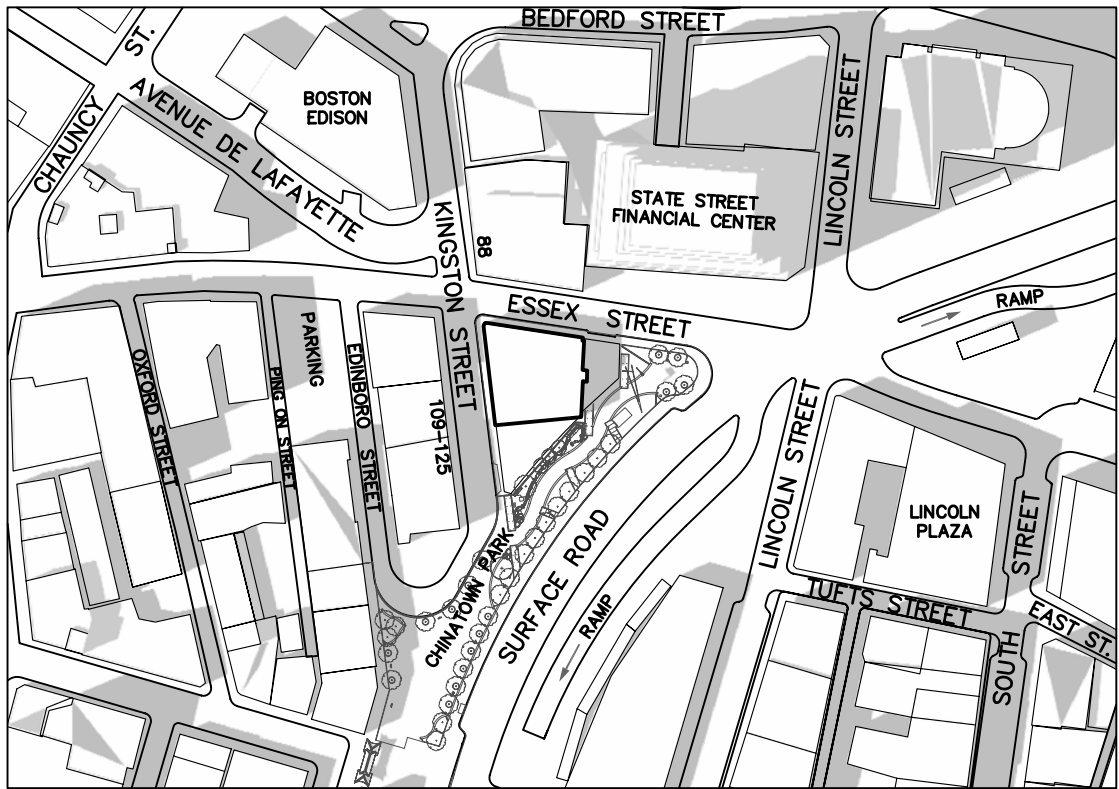 BEDFORD STREET
ST.
CHAUNCY
AVENUE DE LAFAYETTE
BOSTON
EDISON
LINCOLN STREET
STATE STREET
FINANCIAL CENTER
KINGSTON STREET
88
ESSEX STREET
RAMP
PARKING
OXFORD STREET
PING ON STREET
EDINBORO STREET
109-125
LINCOLN STREET
LINCOLN
PLAZA
STREET
CHINATOWN PARK
SURFACE ROAD
RAMP
TUFTS STREET
EAST ST.
SOUTH